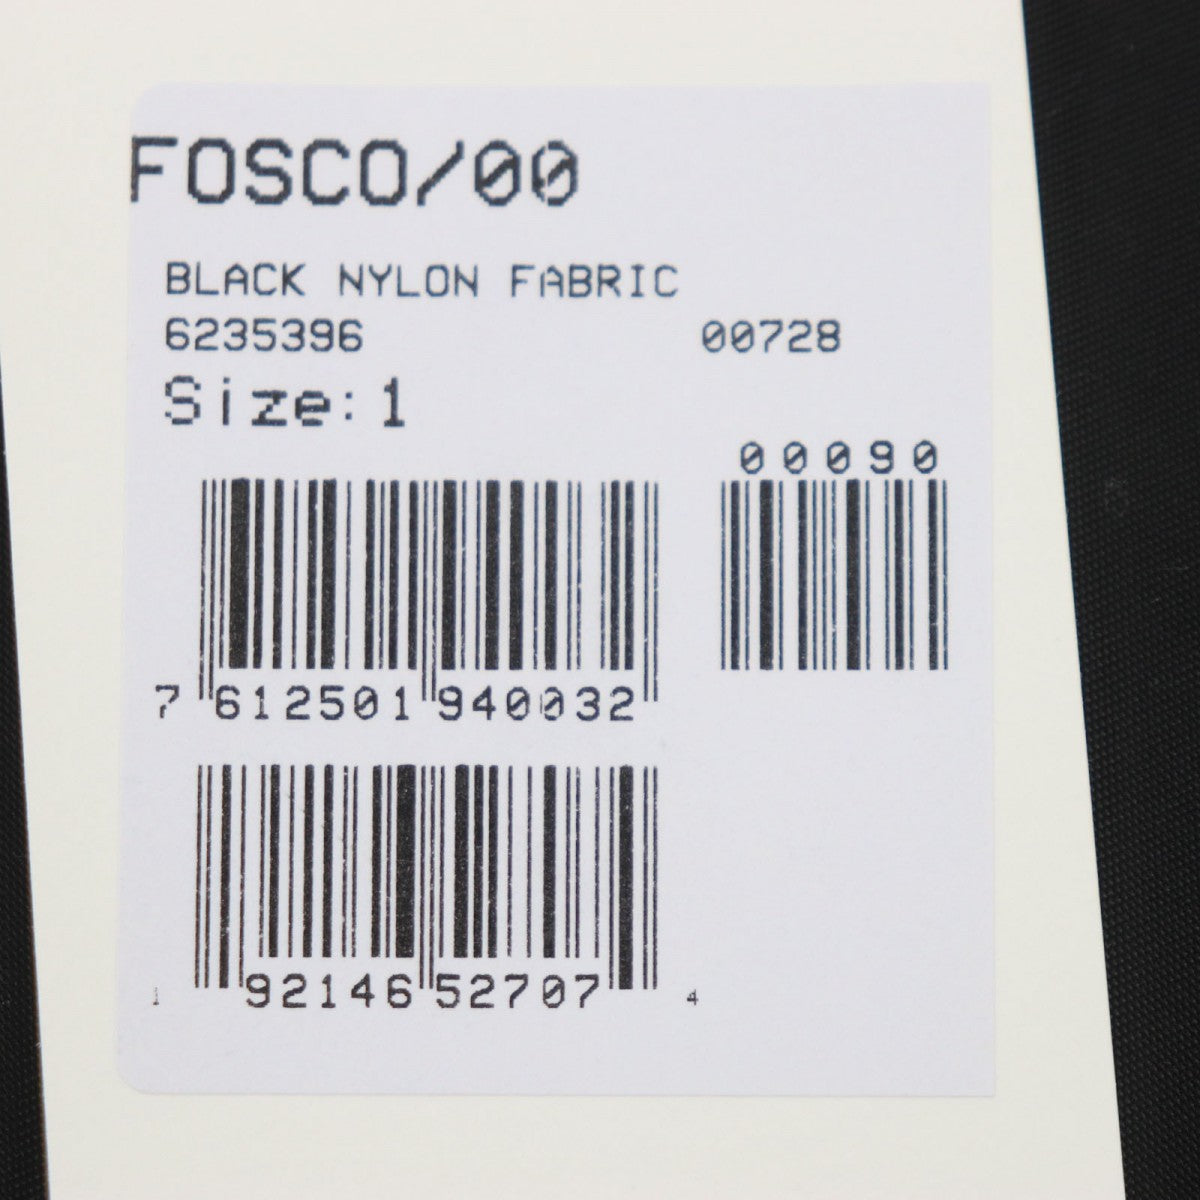 FOSCO/00
BLACK NYLON FABRIC
6235396 00728
Size:1
00090
7 612501 940032
1 92146 52707 4